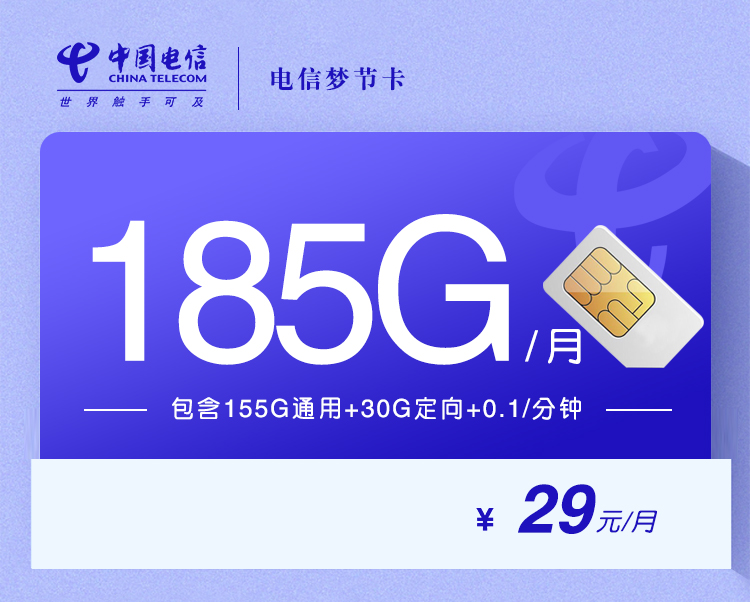 中国电信
CHINA TELECOM
世界触手可及
电信梦节卡
185G/月
包含155G通用+30G定向+0.1/分钟
¥ 29元/月